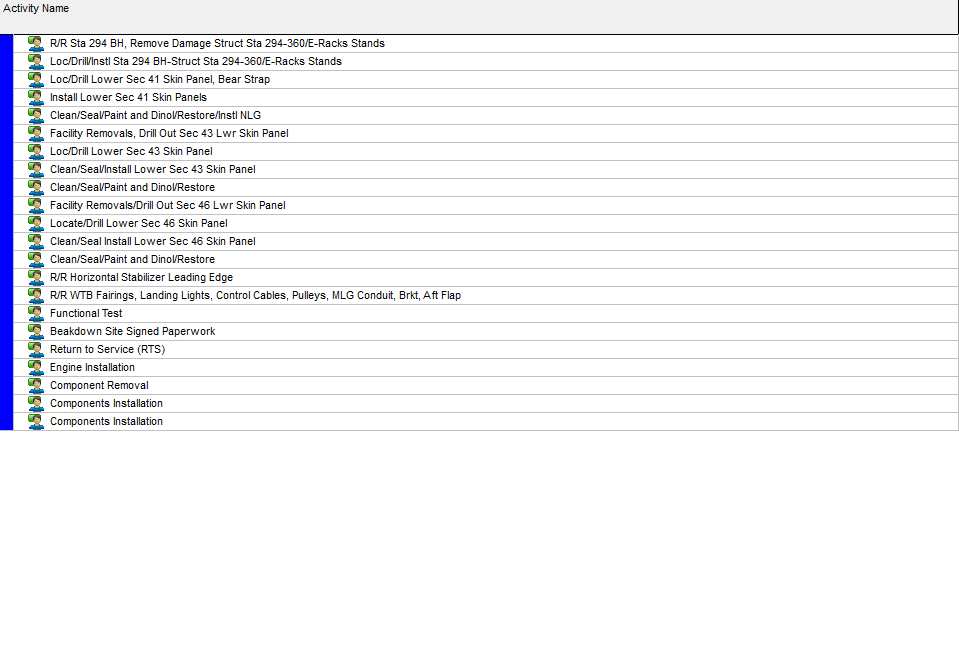 Activity Name
R/R Sta 294 BH, Remove Damage Struct Sta 294-360/E-Racks Stands
Loc/Drill/Instl Sta 294 BH-Struct Sta 294-360/E-Racks Stands
Loc/Drill Lower Sec 41 Skin Panel, Bear Strap
Install Lower Sec 41 Skin Panels
Clean/Seal/Paint and Dinol/Restore/Instl NLG
Facility Removals, Drill Out Sec 43 Lwr Skin Panel
Loc/Drill Lower Sec 43 Skin Panel
Clean/Seal/Install Lower Sec 43 Skin Panel
Clean/Seal/Paint and Dinol/Restore
Facility Removals/Drill Out Sec 46 Lwr Skin Panel
Locate/Drill Lower Sec 46 Skin Panel
Clean/Seal Install Lower Sec 46 Skin Panel
Clean/Seal/Paint and Dinol/Restore
R/R Horizontal Stabilizer Leading Edge
R/R WTB Fairings, Landing Lights, Control Cables, Pulleys, MLG Conduit, Brkt, Aft Flap
Functional Test
Beakdown Site Signed Paperwork
Return to Service (RTS)
Engine Installation
Component Removal
Components Installation
Components Installation